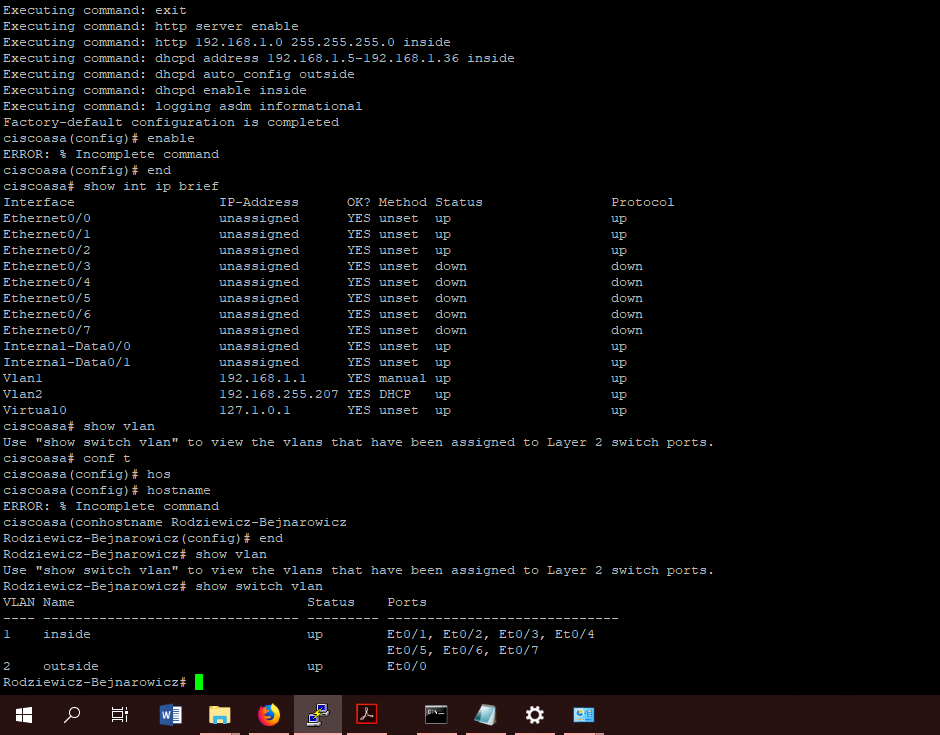 Executing command: exit
Executing command: http server enable
Executing command: http 192.168.1.0 255.255.255.0 inside
Executing command: dhcpd address 192.168.1.5-192.168.1.36 inside
Executing command: dhcpd auto_config outside
Executing command: dhcpd enable inside
Executing command: logging asdm informational
Factory-default configuration is completed
ciscoasa(config)# enable
ERROR: % Incomplete command
ciscoasa(config)# end
ciscoasa# show int ip brief
Interface IP-Address OK? Method Status Protocol
Ethernet0/0 unassigned YES unset up up
Ethernet0/1 unassigned YES unset up up
Ethernet0/2 unassigned YES unset up up
Ethernet0/3 unassigned YES unset down down
Ethernet0/4 unassigned YES unset down down
Ethernet0/5 unassigned YES unset down down
Ethernet0/6 unassigned YES unset down down
Ethernet0/7 unassigned YES unset down down
Internal-Data0/0 unassigned YES unset up up
Internal-Data0/1 unassigned YES unset up up
Vlan1 192.168.1.1 YES manual up up
Vlan2 192.168.255.207 YES DHCP up up
Virtual0 127.1.0.1 YES unset up up
ciscoasa# show vlan
Use "show switch vlan" to view the vlans that have been assigned to Layer 2 switch ports.
ciscoasa# conf t
ciscoasa(config)# hos
ciscoasa(config)# hostname
ERROR: % Incomplete command
ciscoasa(conhostname Rodziewicz-Bejnarowicz
Rodziewicz-Bejnarowicz(config)# end
Rodziewicz-Bejnarowicz# show vlan
Use "show switch vlan" to view the vlans that have been assigned to Layer 2 switch ports.
Rodziewicz-Bejnarowicz# show switch vlan
VLAN Name Status Ports
---- -------------------------------- --------- -----------------------------
1 inside up Et0/1, Et0/2, Et0/3, Et0/4
Et0/5, Et0/6, Et0/7
2 outside up Et0/0
Rodziewicz-Bejnarowicz#